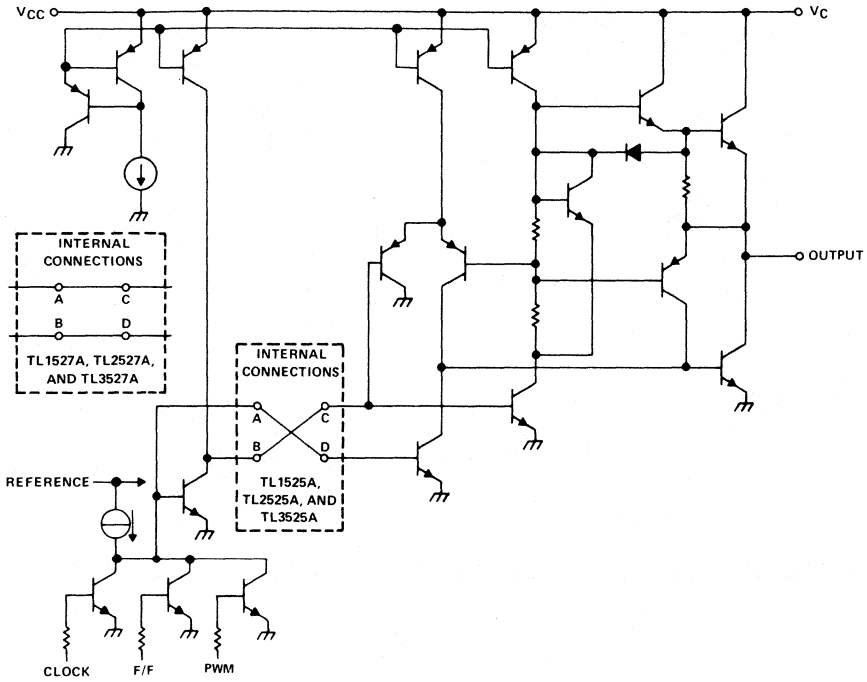 VCC
VC
INTERNAL
CONNECTIONS
A
C
B
D
TL1527A, TL2527A,
AND TL3527A
OUTPUT
INTERNAL
CONNECTIONS
A
C
B
D
TL1525A,
TL2525A, AND
TL3525A
REFERENCE
CLOCK
F/F
PWM